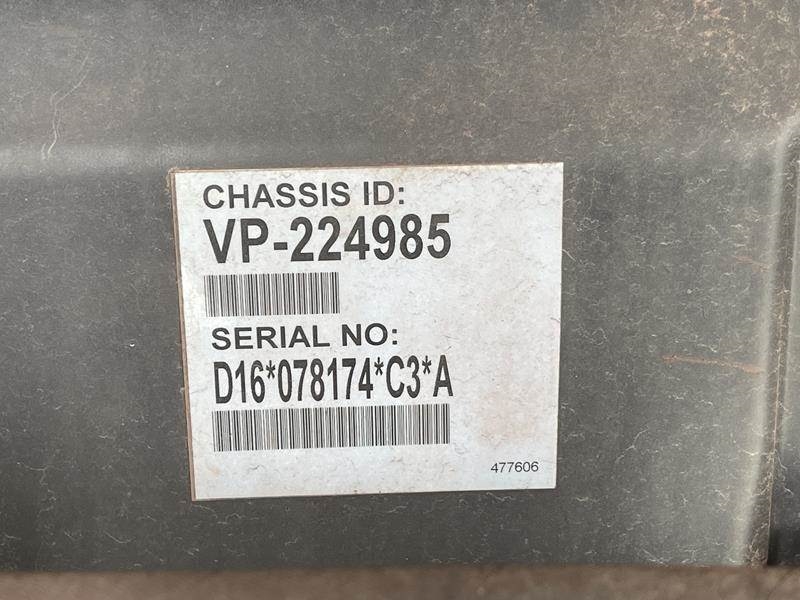 CHASSIS ID:
VP-224985
SERIAL NO:
D16*078174*C3*A
477606